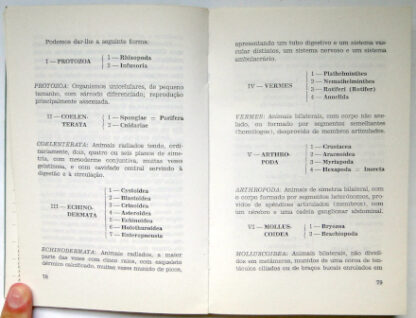 Podemos dar-lhe a seguinte forma:
I — PROTOZOA
1 — Rhizopoda
2 — Infusoria
PROTOZOA: Organismos unicelulares, de pequeno
tamanho, com sárcodo diferenciado; reprodução
principalmente assexuada.
II — COELEN-
TERATA
1 — Spongiae = Porifera
2 — Cnidariae
COELENTERATA: Animais radiados tendo, ordi-
nàriamente, dois, quatro ou seis planos de sime-
tria, com mesoderme conjuntiva, muitas vezes
gelatinosa, e com cavidade central servindo à
digestão e à circulação.
III — ECHINO-
DERMATA
1 — Cystoidea
2 — Blastoidea
3 — Crinoidea
4 — Asteroidea
5 — Echinoidea
6 — Holothuroidea
7 — Enteropneusta
ECHINODERMATA: Animais radiados, a maior
parte das vezes com cinco raios, com esqueleto
dérmico calcificado, muitas vezes munido de picos,
78
apresentando um tubo digestivo e um sistema vas-
cular distintos, um sistema nervoso e um sistema
ambulacrário.
IV — VERMES
1 — Plathelminthes
2 — Nemathelminthes
3 — Rotiferi (Rotifer)
4 — Annelida
VERMES: Animais bilaterais, com corpo não ane-
lado, ou formado por segmentos semelhantes
(homólogos), desprovido de membros articulados.
V — ARTHRO-
PODA
1 — Crustacea
2 — Aracnoidea
3 — Myriapoda
4 — Hexapoda = Insecta
ARTHROPODA: Animais de simetria bilateral, com
o corpo formado por segmentos heterónomos, pro-
vidos de apêndices articulados (membros), com
um cérebro e uma cadeia ganglionar abdominal.
VI — MOLLUS-
COIDEA
1 — Bryozoa
2 — Brachiopoda
MOLLUSCOIDEA: Animais bilaterais, não dividi-
dos em metâmeros, munidos de uma coroa de ten-
táculos ciliados ou de braços bucais enrolados em
79